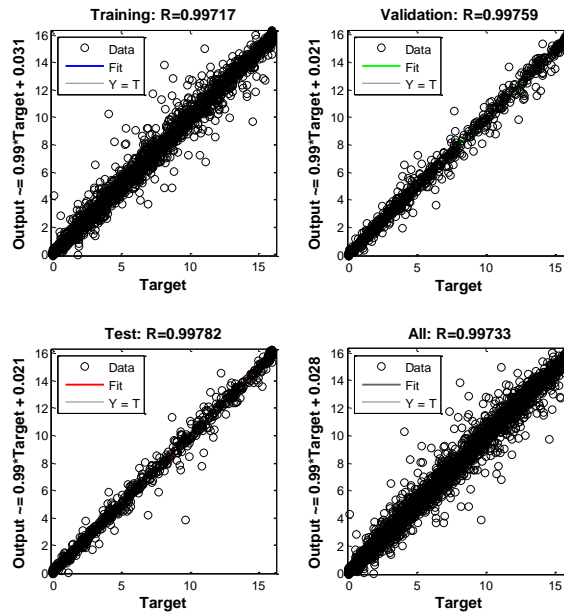 Training: R=0.99717
Output ~= 0.99*Target + 0.031
16
14
12
10
8
6
4
2
0
Data
Fit
Y = T
0
5
10
15
Target
Validation: R=0.99759
Output ~= 0.99*Target + 0.021
16
14
12
10
8
6
4
2
0
Data
Fit
Y = T
0
5
10
15
Target
Test: R=0.99782
Output ~= 0.99*Target + 0.021
16
14
12
10
8
6
4
2
0
Data
Fit
Y = T
0
5
10
15
Target
All: R=0.99733
Output ~= 0.99*Target + 0.028
16
14
12
10
8
6
4
2
0
Data
Fit
Y = T
0
5
10
15
Target